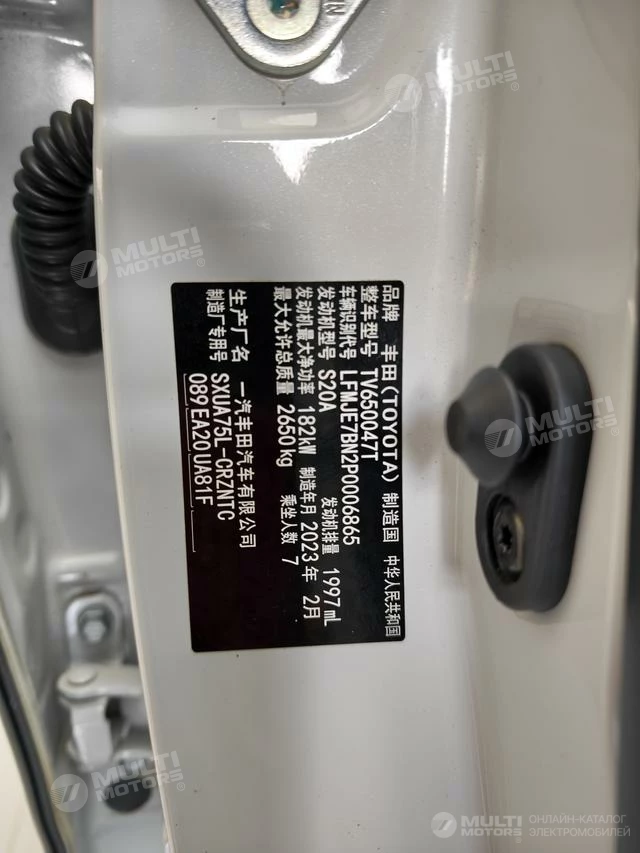 品牌 丰田(TOYOTA) 制造国 中华人民共和国
整车型号 TV65004​7T
车辆识别代号 LFMJE7BN2P0006865
发动机型号 S20A 发动机排量 1997mL
发动机最大净功率 182kW 制造年月 2023年 2月
最大允许总质量 2650kg 乘坐人数 7
生产厂名 一汽丰田汽车有限公司
制造厂专用号 SXUA75L-CRZNTC
089 EA20 UA81F
MULTI
MOTORS®
MULTI
MOTORS®
MULTI
MOTORS®
MULTI
MOTORS®
MULTI
MOTORS
ОНЛАЙН-КАТАЛОГ
ЭЛЕКТРОМОБИЛЕЙ